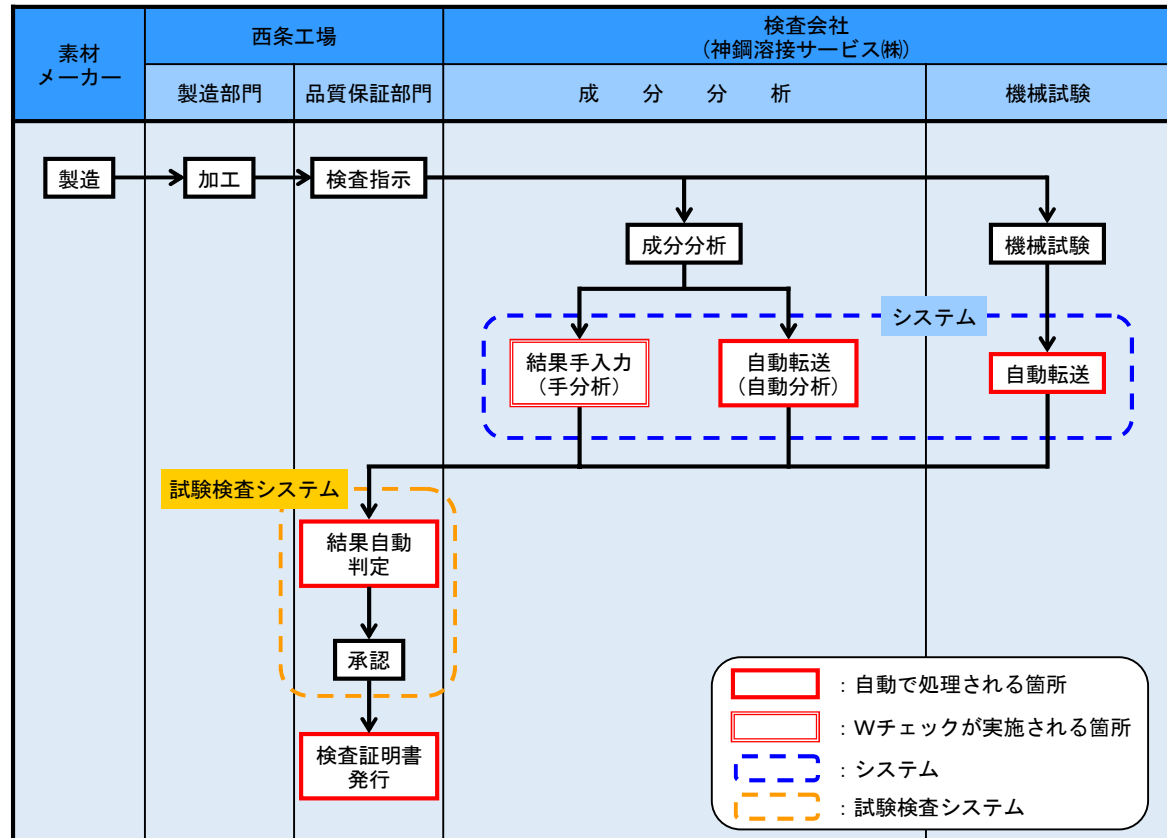 素材
メーカー
西条工場
検査会社
（神鋼溶接サービス㈱）
製造部門
品質保証部門
成分分析
機械試験
製造
加工
検査指示
成分分析
機械試験
システム
結果手入力
（手分析）
自動転送
（自動分析）
自動転送
試験検査システム
結果自動
判定
承認
検査証明書
発行
：自動で処理される箇所
：Wチェックが実施される箇所
：システム
：試験検査システム